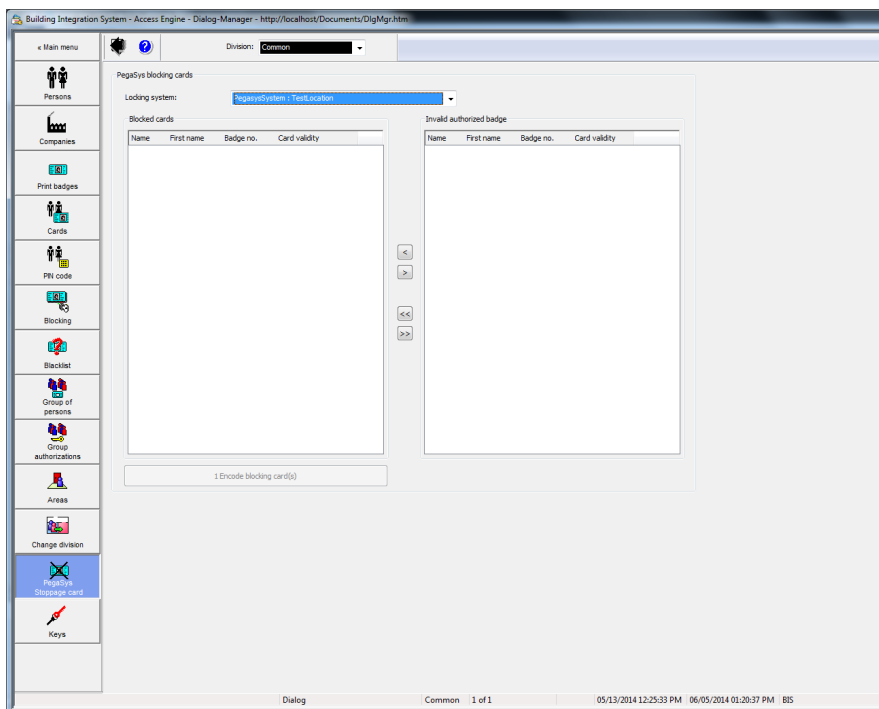 Building Integration System - Access Engine - Dialog-Manager - http://localhost/Documents/DlgMgr.htm
« Main menu
Division: Common
Persons
Companies
Print badges
Cards
PIN code
Blocking
Blacklist
Group of
persons
Group
authorizations
Areas
Change division
PegaSys
Stoppage card
Keys
PegaSys blocking cards
Locking system: PegasysSystem : TestLocation
Blocked cards
Name First name Badge no. Card validity
Invalid authorized badge
Name First name Badge no. Card validity
<
>
<<
>>
1 Encode blocking card(s)
Dialog Common 1 of 1 05/13/2014 12:25:33 PM 06/05/2014 01:20:37 PM BIS